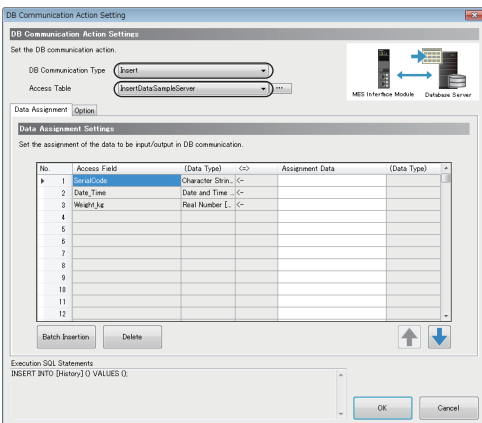 DB Communication Action Setting
DB Communication Action Settings
Set the DB communication action.
DB Communication Type Insert
Access Table InsertDataSampleServer ...
MES Interface Module Database Server
Data Assignment Option
Data Assignment Settings
Set the assignment of the data to be input/output in DB communication.
No. Access Field (Data Type) <=> Assignment Data (Data Type)
1 SerialCode Character Strin... <-
2 Date_Time Date and Time ... <-
3 Weight_kg Real Number [... <-
4
5
6
7
8
9
10
11
12
Batch Insertion Delete
Execution SQL Statements
INSERT INTO [History] () VALUES ();
OK Cancel